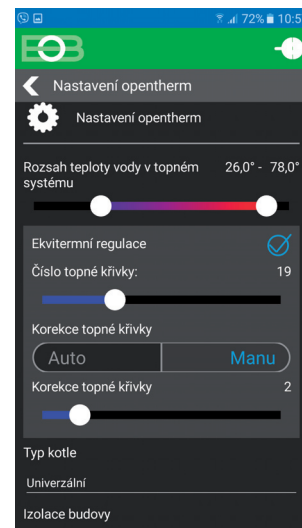 72% 10:5
EOB
Nastavení opentherm
Nastavení opentherm
Rozsah teploty vody v topném 26,0° - 78,0°
systému
Ekvitermní regulace
Číslo topné křivky: 19
Korekce topné křivky
Auto Manu
Korekce topné křivky 2
Typ kotle
Univerzální
Izolace budovy